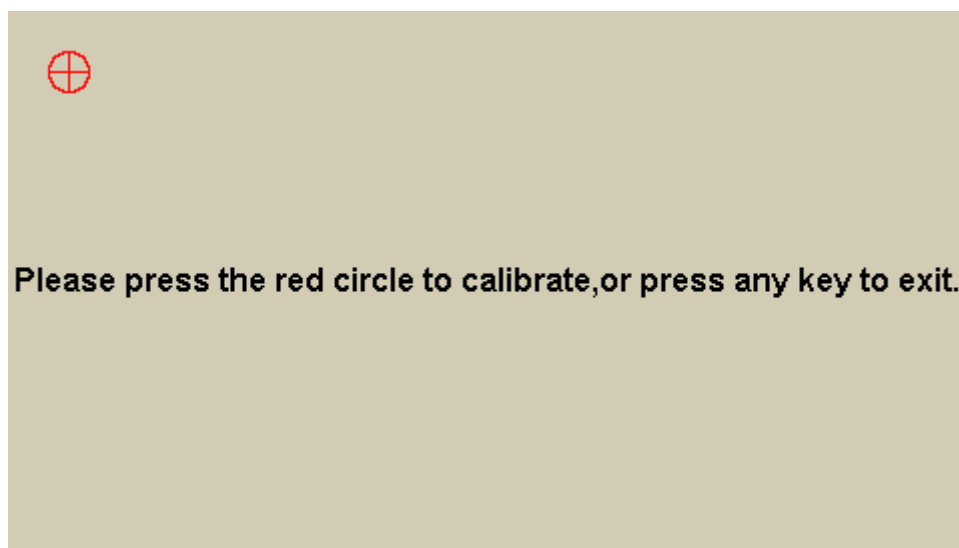 Please press the red circle to calibrate,or press any key to exit.